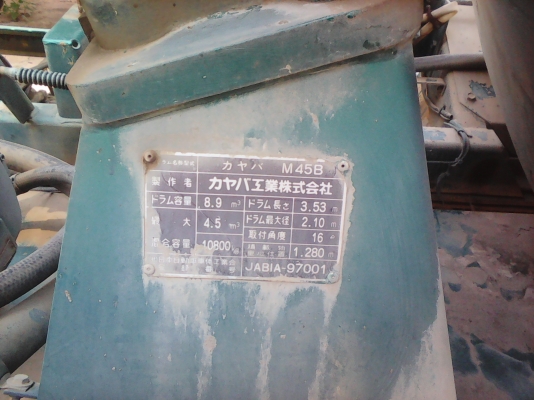 カヤバ M45B
製作者 カヤバ工業株式会社
ドラム容量 8.9 m³ ドラム長さ 3.53 m
最大 4.5 m³ ドラム最大径 2.10 m
容量 10800 取付角度 16
1.280 m
JABIA-97001